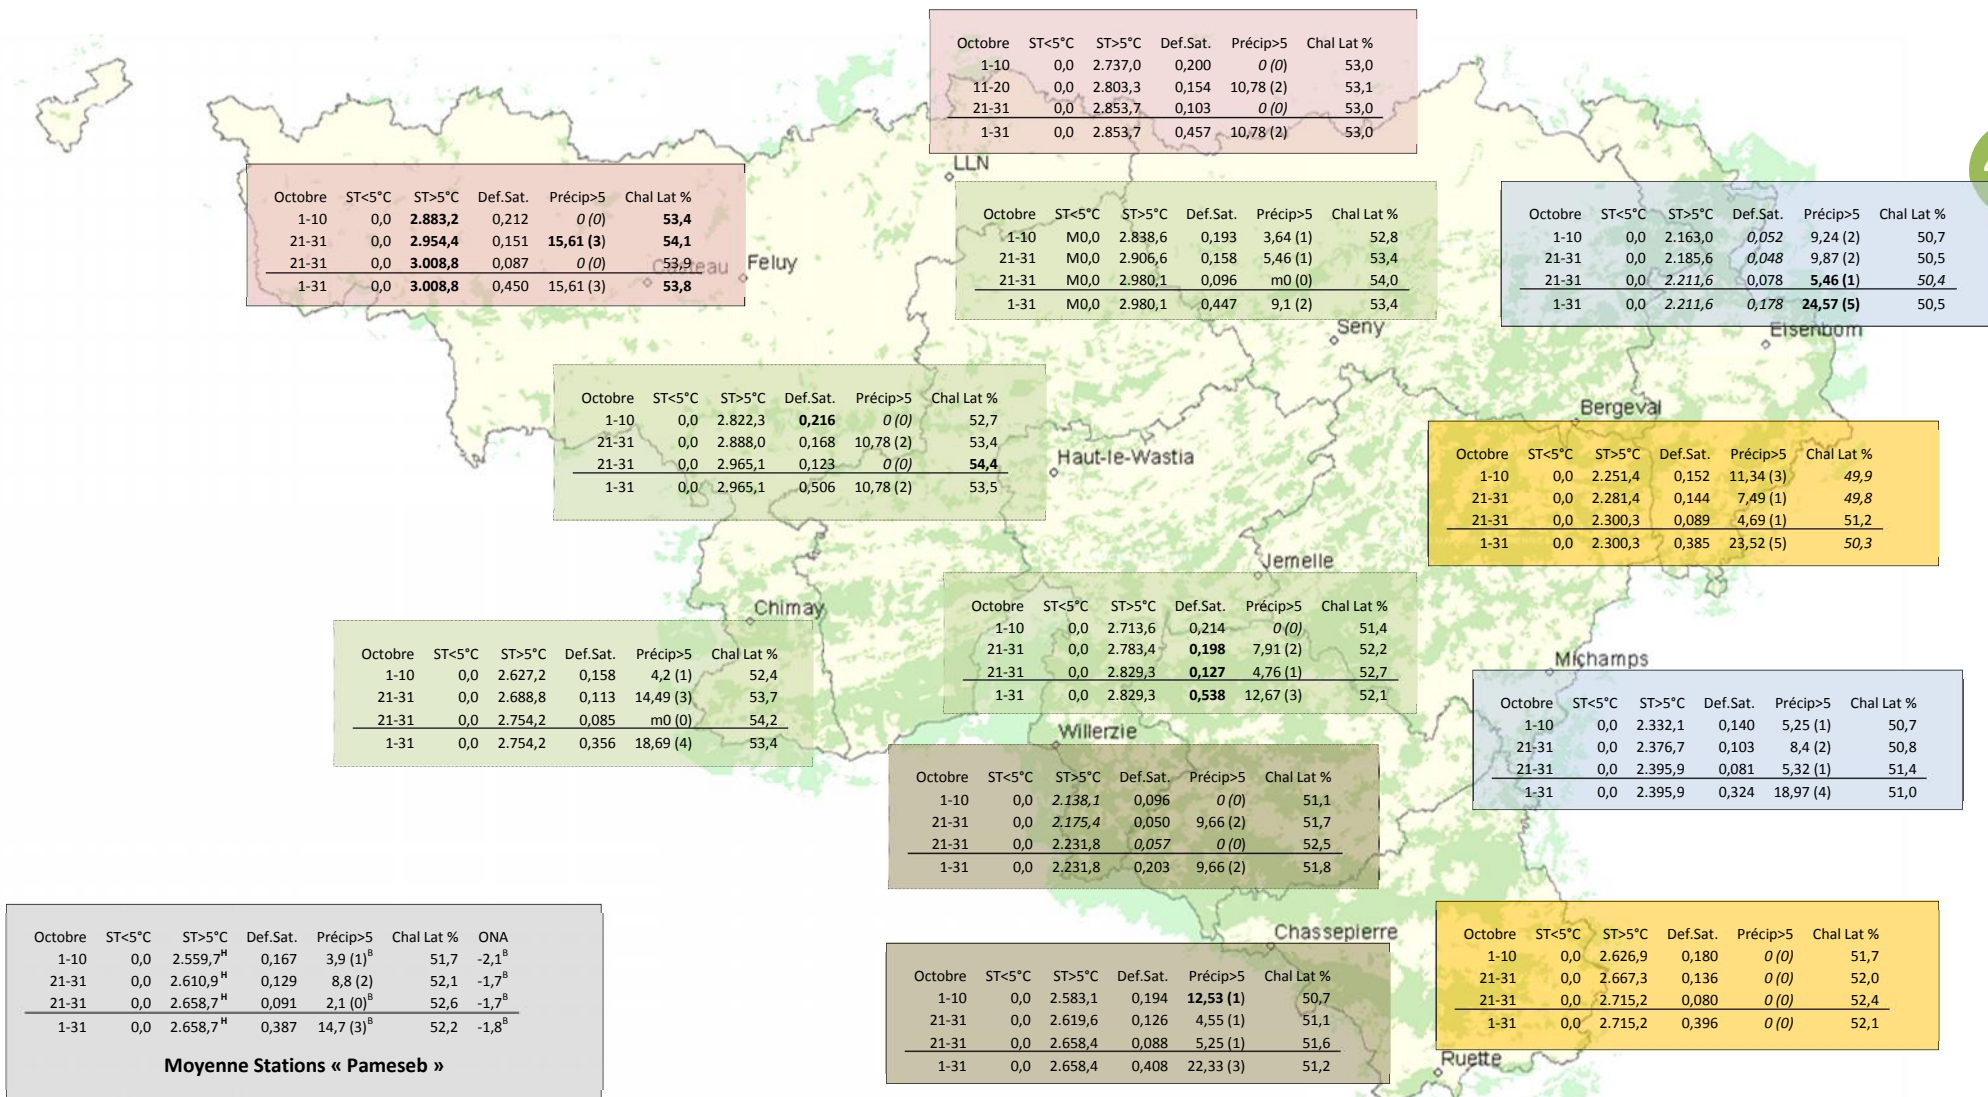 Octobre ST<5°C ST>5°C Def.Sat. Précip>5 Chal Lat %
1-10 0,0 2.737,0 0,200 0 (0) 53,0
11-20 0,0 2.803,3 0,154 10,78 (2) 53,1
21-31 0,0 2.853,7 0,103 0 (0) 53,0
1-31 0,0 2.853,7 0,457 10,78 (2) 53,0
LLN
Octobre ST<5°C ST>5°C Def.Sat. Précip>5 Chal Lat %
1-10 0,0 2.883,2 0,212 0 (0) 53,4
21-31 0,0 2.954,4 0,151 15,61 (3) 54,1
21-31 0,0 3.008,8 0,087 0 (0) 53,9
1-31 0,0 3.008,8 0,450 15,61 (3) 53,8
Feluy
Octobre ST<5°C ST>5°C Def.Sat. Précip>5 Chal Lat %
1-10 M0,0 2.838,6 0,193 3,64 (1) 52,8
21-31 M0,0 2.906,6 0,158 5,46 (1) 53,4
21-31 M0,0 2.980,1 0,096 m0 (0) 54,0
1-31 M0,0 2.980,1 0,447 9,1 (2) 53,4
Seny
Octobre ST<5°C ST>5°C Def.Sat. Précip>5 Chal Lat %
1-10 0,0 2.163,0 0,052 9,24 (2) 50,7
21-31 0,0 2.185,6 0,048 9,87 (2) 50,5
21-31 0,0 2.211,6 0,078 5,46 (1) 50,4
1-31 0,0 2.211,6 0,178 24,57 (5) 50,5
Elsenborn
Octobre ST<5°C ST>5°C Def.Sat. Précip>5 Chal Lat %
1-10 0,0 2.822,3 0,216 0 (0) 52,7
21-31 0,0 2.888,0 0,168 10,78 (2) 53,4
21-31 0,0 2.965,1 0,123 0 (0) 54,4
1-31 0,0 2.965,1 0,506 10,78 (2) 53,5
Haut-le-Wastia
Bergeval
Octobre ST<5°C ST>5°C Def.Sat. Précip>5 Chal Lat %
1-10 0,0 2.251,4 0,152 11,34 (3) 49,9
21-31 0,0 2.281,4 0,144 7,49 (1) 49,8
21-31 0,0 2.300,3 0,089 4,69 (1) 51,2
1-31 0,0 2.300,3 0,385 23,52 (5) 50,3
Jemelle
Octobre ST<5°C ST>5°C Def.Sat. Précip>5 Chal Lat %
1-10 0,0 2.713,6 0,214 0 (0) 51,4
21-31 0,0 2.783,4 0,198 7,91 (2) 52,2
21-31 0,0 2.829,3 0,127 4,76 (1) 52,7
1-31 0,0 2.829,3 0,538 12,67 (3) 52,1
Chimay
Octobre ST<5°C ST>5°C Def.Sat. Précip>5 Chal Lat %
1-10 0,0 2.627,2 0,158 4,2 (1) 52,4
21-31 0,0 2.688,8 0,113 14,49 (3) 53,7
21-31 0,0 2.754,2 0,085 m0 (0) 54,2
1-31 0,0 2.754,2 0,356 18,69 (4) 53,4
Michamps
Octobre ST<5°C ST>5°C Def.Sat. Précip>5 Chal Lat %
1-10 0,0 2.332,1 0,140 5,25 (1) 50,7
21-31 0,0 2.376,7 0,103 8,4 (2) 50,8
21-31 0,0 2.395,9 0,081 5,32 (1) 51,4
1-31 0,0 2.395,9 0,324 18,97 (4) 51,0
Willerzie
Octobre ST<5°C ST>5°C Def.Sat. Précip>5 Chal Lat %
1-10 0,0 2.138,1 0,096 0 (0) 51,1
21-31 0,0 2.175,4 0,050 9,66 (2) 51,7
21-31 0,0 2.231,8 0,057 0 (0) 52,5
1-31 0,0 2.231,8 0,203 9,66 (2) 51,8
Octobre ST<5°C ST>5°C Def.Sat. Précip>5 Chal Lat % ONA
1-10 0,0 2.559,7ᴴ 0,167 3,9 (1)ᴮ 51,7 -2,1ᴮ
21-31 0,0 2.610,9ᴴ 0,129 8,8 (2) 52,1 -1,7ᴮ
21-31 0,0 2.658,7ᴴ 0,091 2,1 (0)ᴮ 52,6 -1,7ᴮ
1-31 0,0 2.658,7ᴴ 0,387 14,7 (3)ᴮ 52,2 -1,8ᴮ
Moyenne Stations « Pameseb »
Chassepierre
Octobre ST<5°C ST>5°C Def.Sat. Précip>5 Chal Lat %
1-10 0,0 2.583,1 0,194 12,53 (1) 50,7
21-31 0,0 2.619,6 0,126 4,55 (1) 51,1
21-31 0,0 2.658,4 0,088 5,25 (1) 51,6
1-31 0,0 2.658,4 0,408 22,33 (3) 51,2
Octobre ST<5°C ST>5°C Def.Sat. Précip>5 Chal Lat %
1-10 0,0 2.626,9 0,180 0 (0) 51,7
21-31 0,0 2.667,3 0,136 0 (0) 52,0
21-31 0,0 2.715,2 0,080 0 (0) 52,4
1-31 0,0 2.715,2 0,396 0 (0) 52,1
Ruette